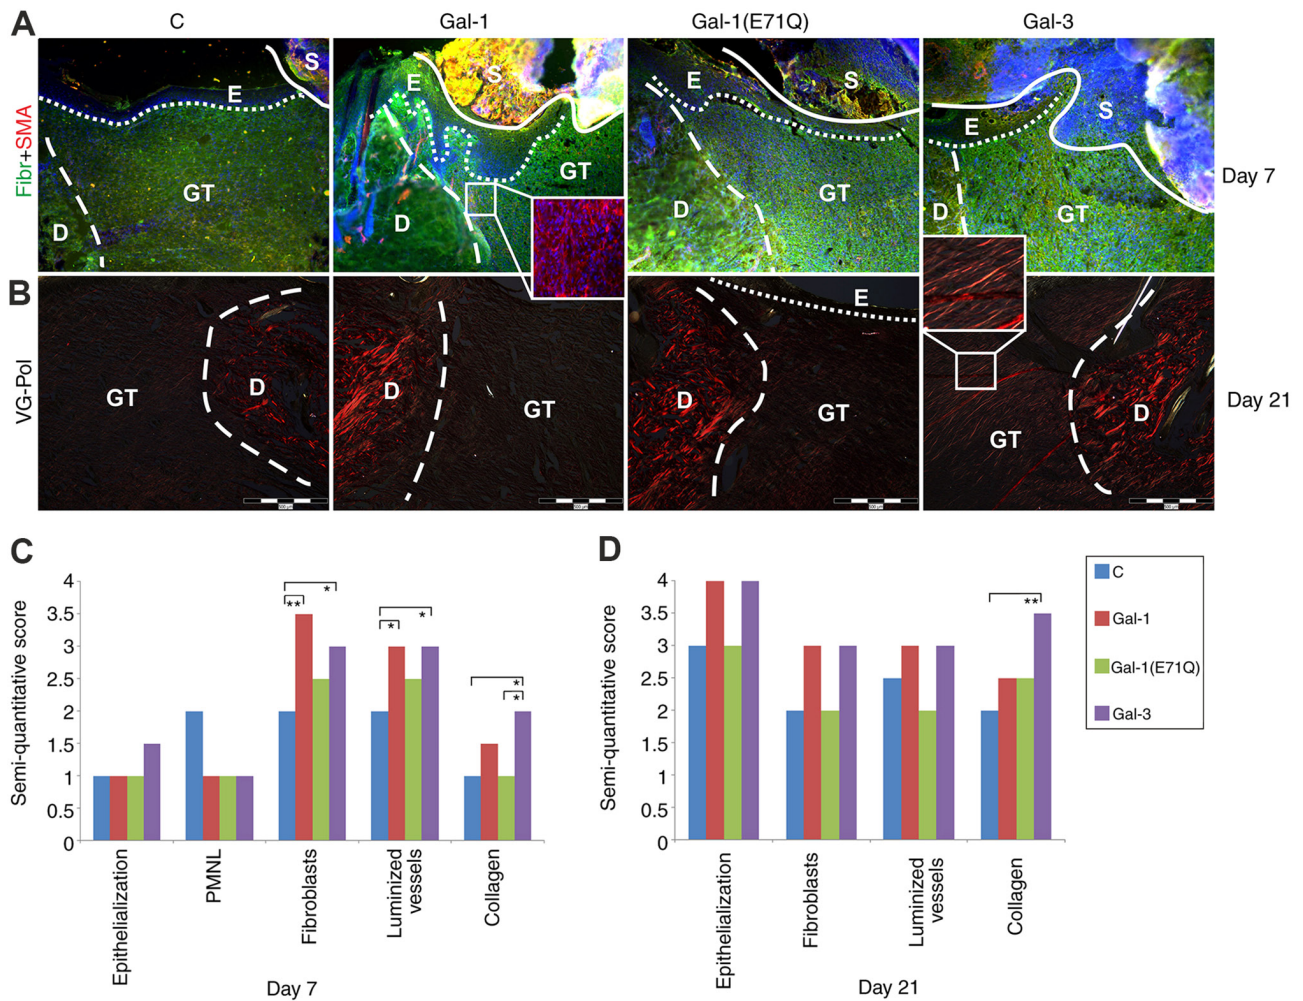 A
C
Gal-1
Gal-1(E71Q)
Gal-3
Fibr+SMA
S
E
GT
D
E
S
GT
D
E
S
GT
D
E
S
GT
D
Day 7
B
VG-Pol
GT
D
D
GT
E
D
GT
GT
D
Day 21
C
Semi-quantitative score
4
3.5
3
2.5
2
1.5
1
0.5
0
**
*
*
*
*
*
Epithelialization
PMNL
Fibroblasts
Luminized
vessels
Collagen
Day 7
D
Semi-quantitative score
4
3.5
3
2.5
2
1.5
1
0.5
0
**
Epithelialization
Fibroblasts
Luminized
vessels
Collagen
Day 21
C
Gal-1
Gal-1(E71Q)
Gal-3